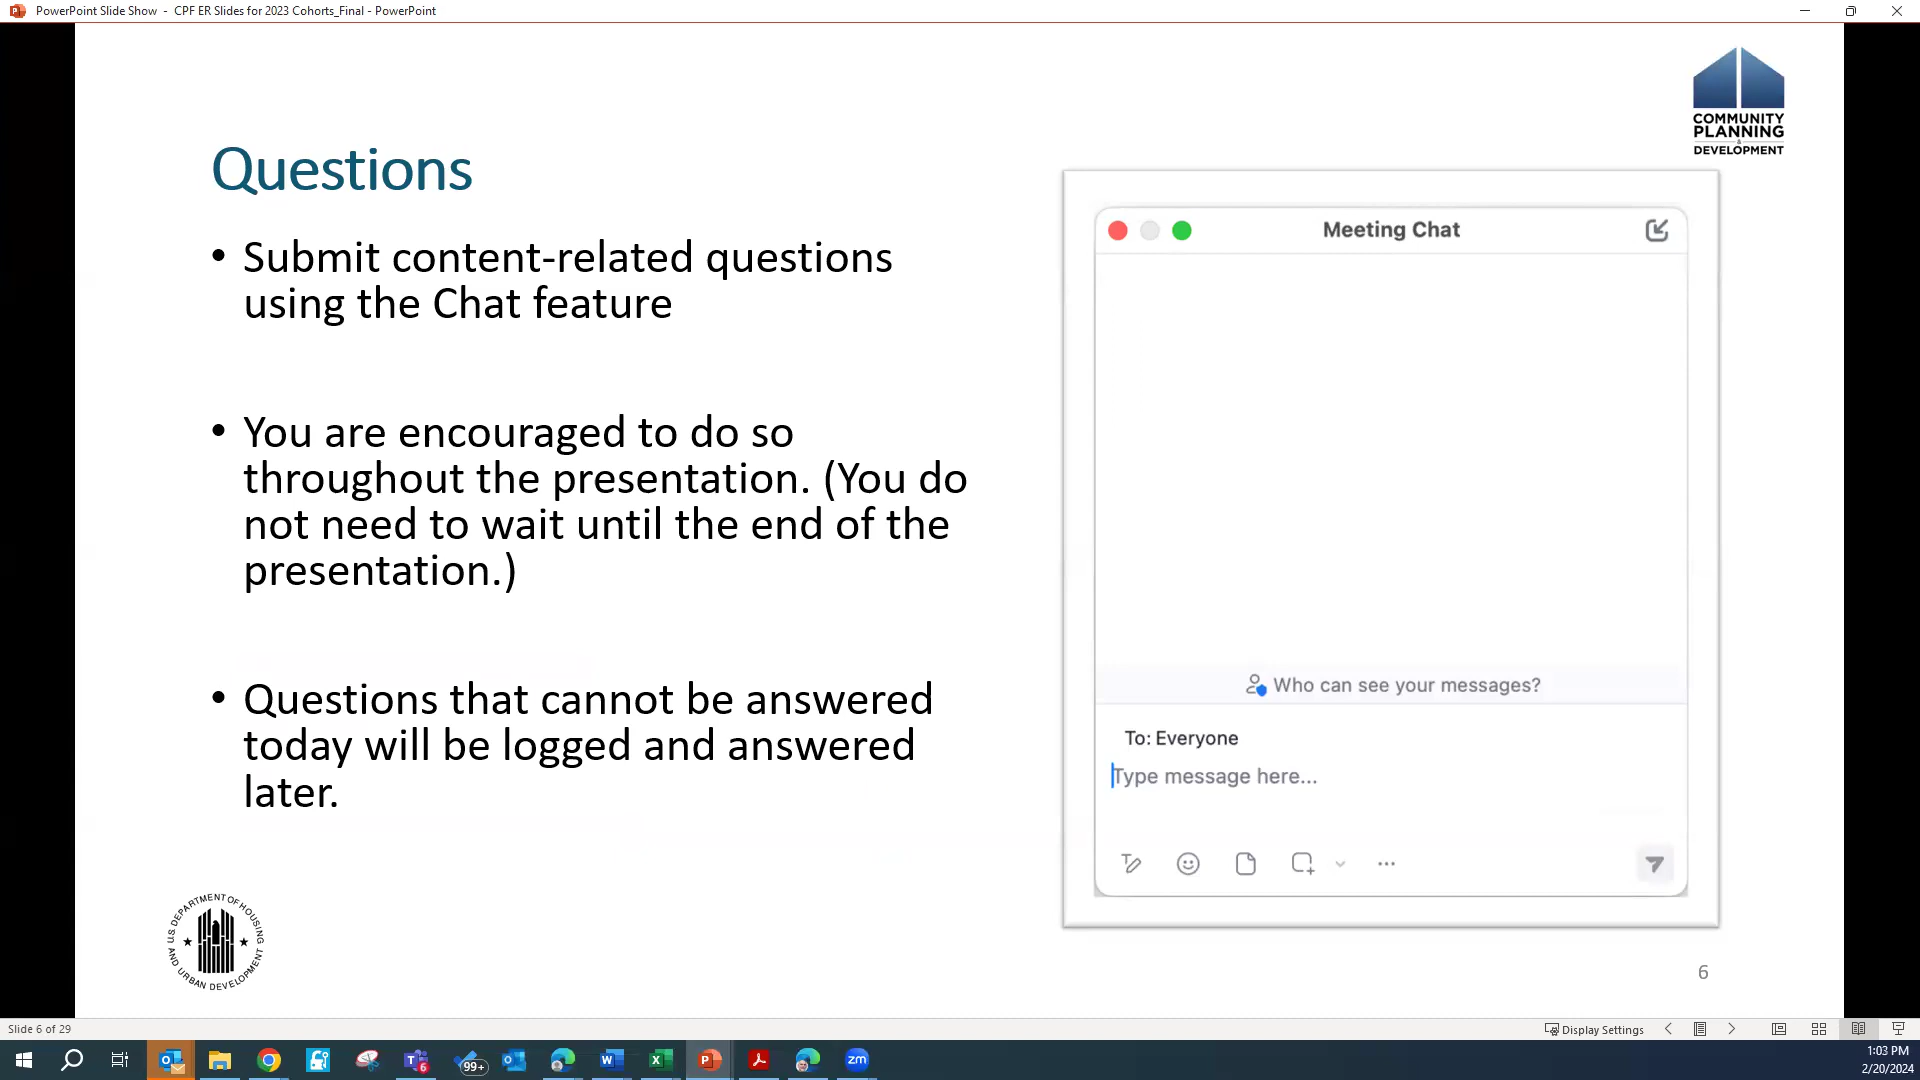 PowerPoint Slide Show - CPF ER Slides for 2023 Cohorts_Final - PowerPoint
COMMUNITY
PLANNING
&
DEVELOPMENT
Questions
• Submit content-related questions
using the Chat feature
• You are encouraged to do so
throughout the presentation. (You do
not need to wait until the end of the
presentation.)
• Questions that cannot be answered
today will be logged and answered
later.
Meeting Chat
Who can see your messages?
To: Everyone
Type message here...
U.S. DEPARTMENT OF HOUSING
AND URBAN DEVELOPMENT
6
Slide 6 of 29
Display Settings
6
99+
zm
1:03 PM
2/20/2024